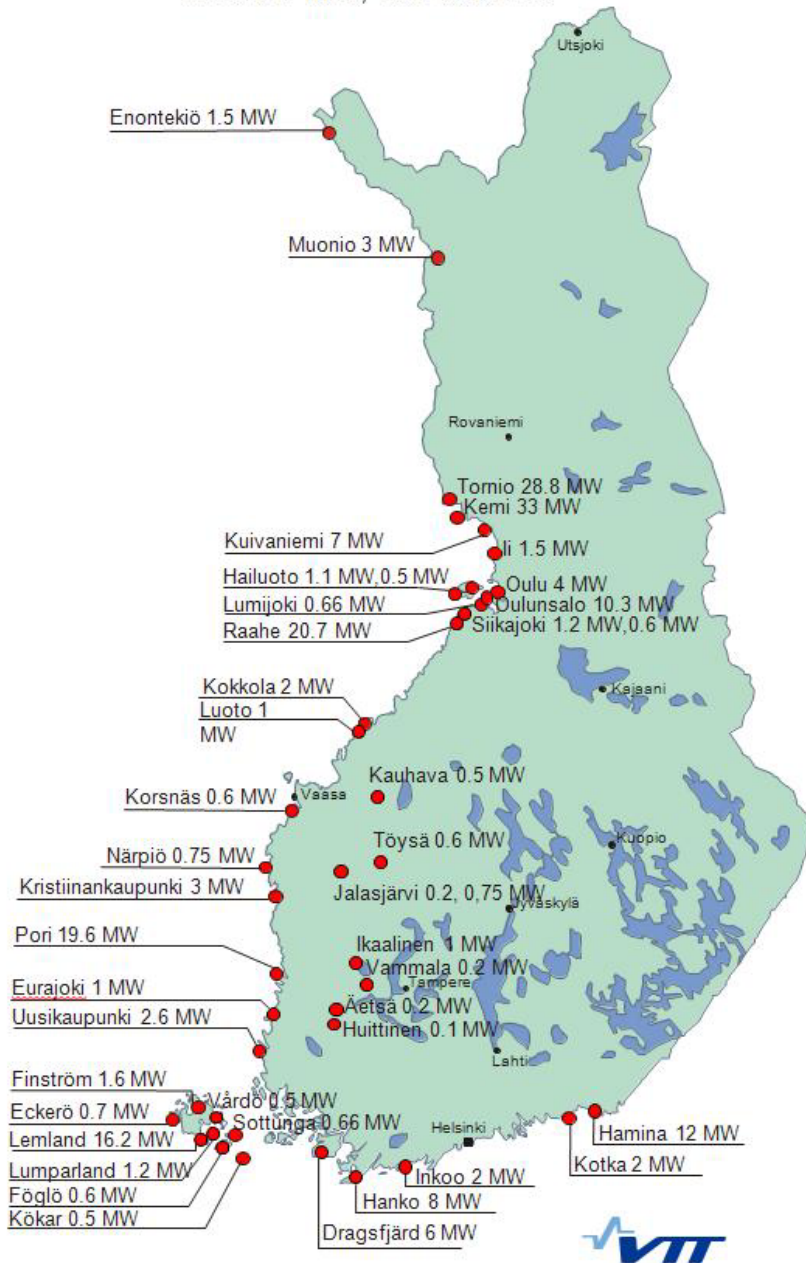 Utsjoki
Enontekiö 1.5 MW
Muonio 3 MW
Rovaniemi
Tornio 28.8 MW
Kemi 33 MW
Kuivaniemi 7 MW
Ii 1.5 MW
Hailuoto 1.1 MW,0.5 MW
Oulu 4 MW
Lumijoki 0.66 MW
Oulunsalo 10.3 MW
Raahe 20.7 MW
Siikajoki 1.2 MW,0.6 MW
Kokkola 2 MW
Kajaani
Luoto 1
MW
Kauhava 0.5 MW
Korsnäs 0.6 MW
Vaasa
Töysä 0.6 MW
Kuopio
Närpiö 0.75 MW
Kristiinankaupunki 3 MW
Jalasjärvi 0.2, 0,75 MW
Jyväskylä
Pori 19.6 MW
Ikaalinen 1 MW
Vammala 0.2 MW
Tampere
Eurajoki 1 MW
Äetsä 0.2 MW
Uusikaupunki 2.6 MW
Huittinen 0.1 MW
Lahti
Finström 1.6 MW
Vårdö 0.5 MW
Eckerö 0.7 MW
Sottunga 0.66 MW
Helsinki
Lemland 16.2 MW
Hamina 12 MW
Lumparland 1.2 MW
Kotka 2 MW
Föglö 0.6 MW
Inkoo 2 MW
Kökar 0.5 MW
Hanko 8 MW
Dragsfjärd 6 MW
VTT